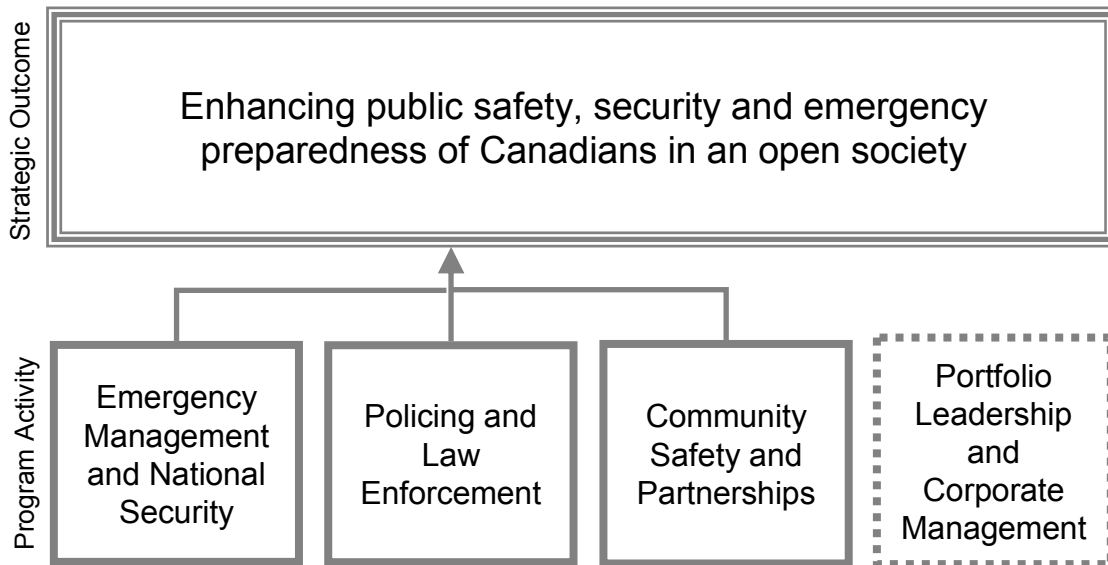 Strategic Outcome
Enhancing public safety, security and emergency
preparedness of Canadians in an open society
Program Activity
Emergency
Management
and National
Security
Policing and
Law
Enforcement
Community
Safety and
Partnerships
Portfolio
Leadership
and
Corporate
Management